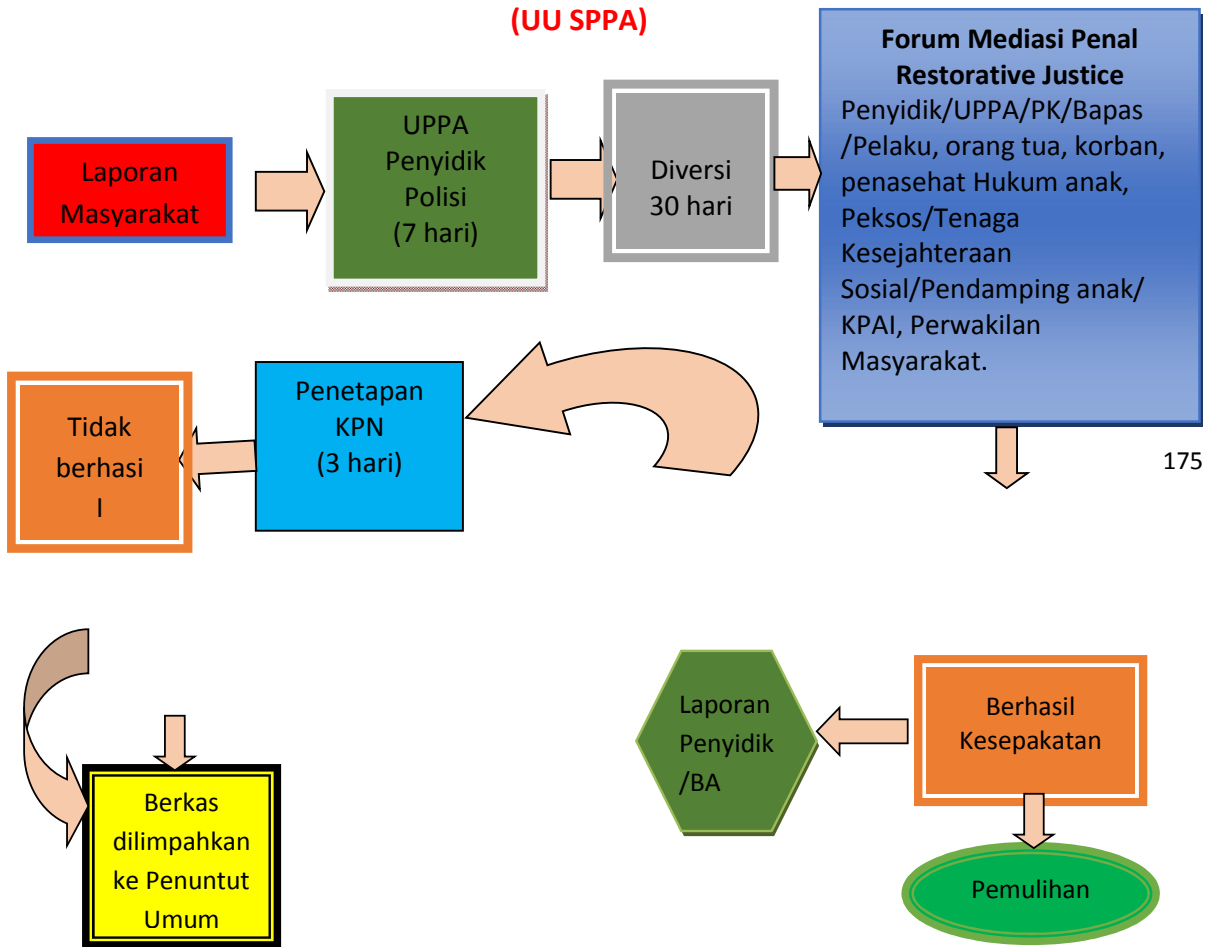 (UU SPPA)
Laporan
Masyarakat
UPPA
Penyidik
Polisi
(7 hari)
Diversi
30 hari
Forum Mediasi Penal
Restorative Justice
Penyidik/UPPA/PK/Bapas
/Pelaku, orang tua, korban,
penasehat Hukum anak,
Peksos/Tenaga
Kesejahteraan
Sosial/Pendamping anak/
KPAI, Perwakilan
Masyarakat.
Tidak
berhasi
l
Penetapan
KPN
(3 hari)
175
Berkas
dilimpahkan
ke Penuntut
Umum
Laporan
Penyidik
/BA
Berhasil
Kesepakatan
Pemulihan